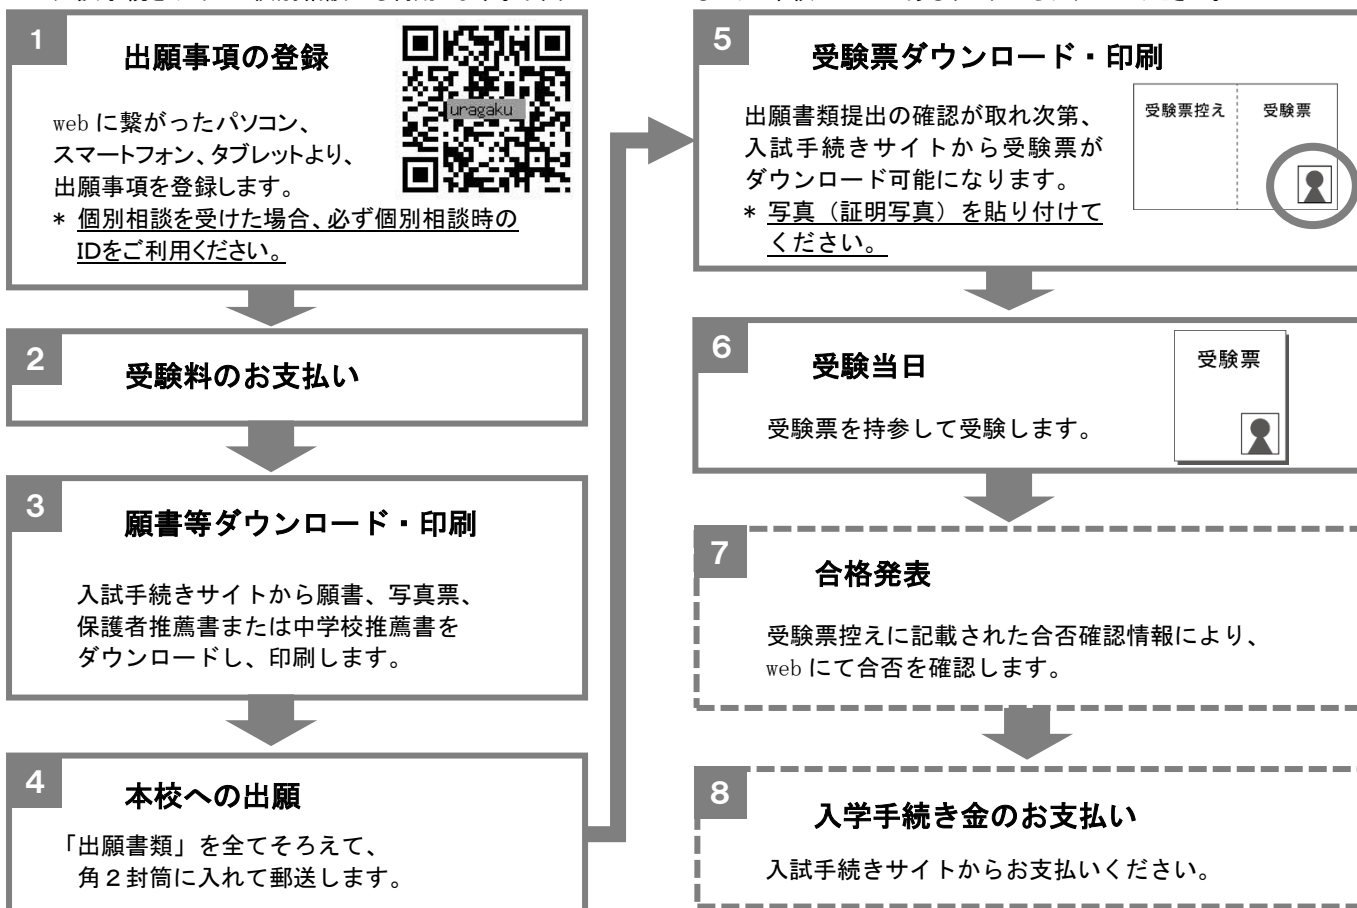 1
出願事項の登録
uragaku
webに繋がったパソコン、
スマートフォン、タブレットより、
出願事項を登録します。
* 個別相談を受けた場合、必ず個別相談時の
IDをご利用ください。
2
受験料のお支払い
3
願書等ダウンロード・印刷
入試手続きサイトから願書、写真票、
保護者推薦書または中学校推薦書を
ダウンロードし、印刷します。
4
本校への出願
「出願書類」を全てそろえて、
角２封筒に入れて郵送します。
5
受験票ダウンロード・印刷
出願書類提出の確認が取れ次第、
入試手続きサイトから受験票が
ダウンロード可能になります。
* 写真（証明写真）を貼り付けて
ください。
受験票控え 受験票
6
受験当日
受験票を持参して受験します。
受験票
7
合格発表
受験票控えに記載された合否確認情報により、
webにて合否を確認します。
8
入学手続き金のお支払い
入試手続きサイトからお支払いください。